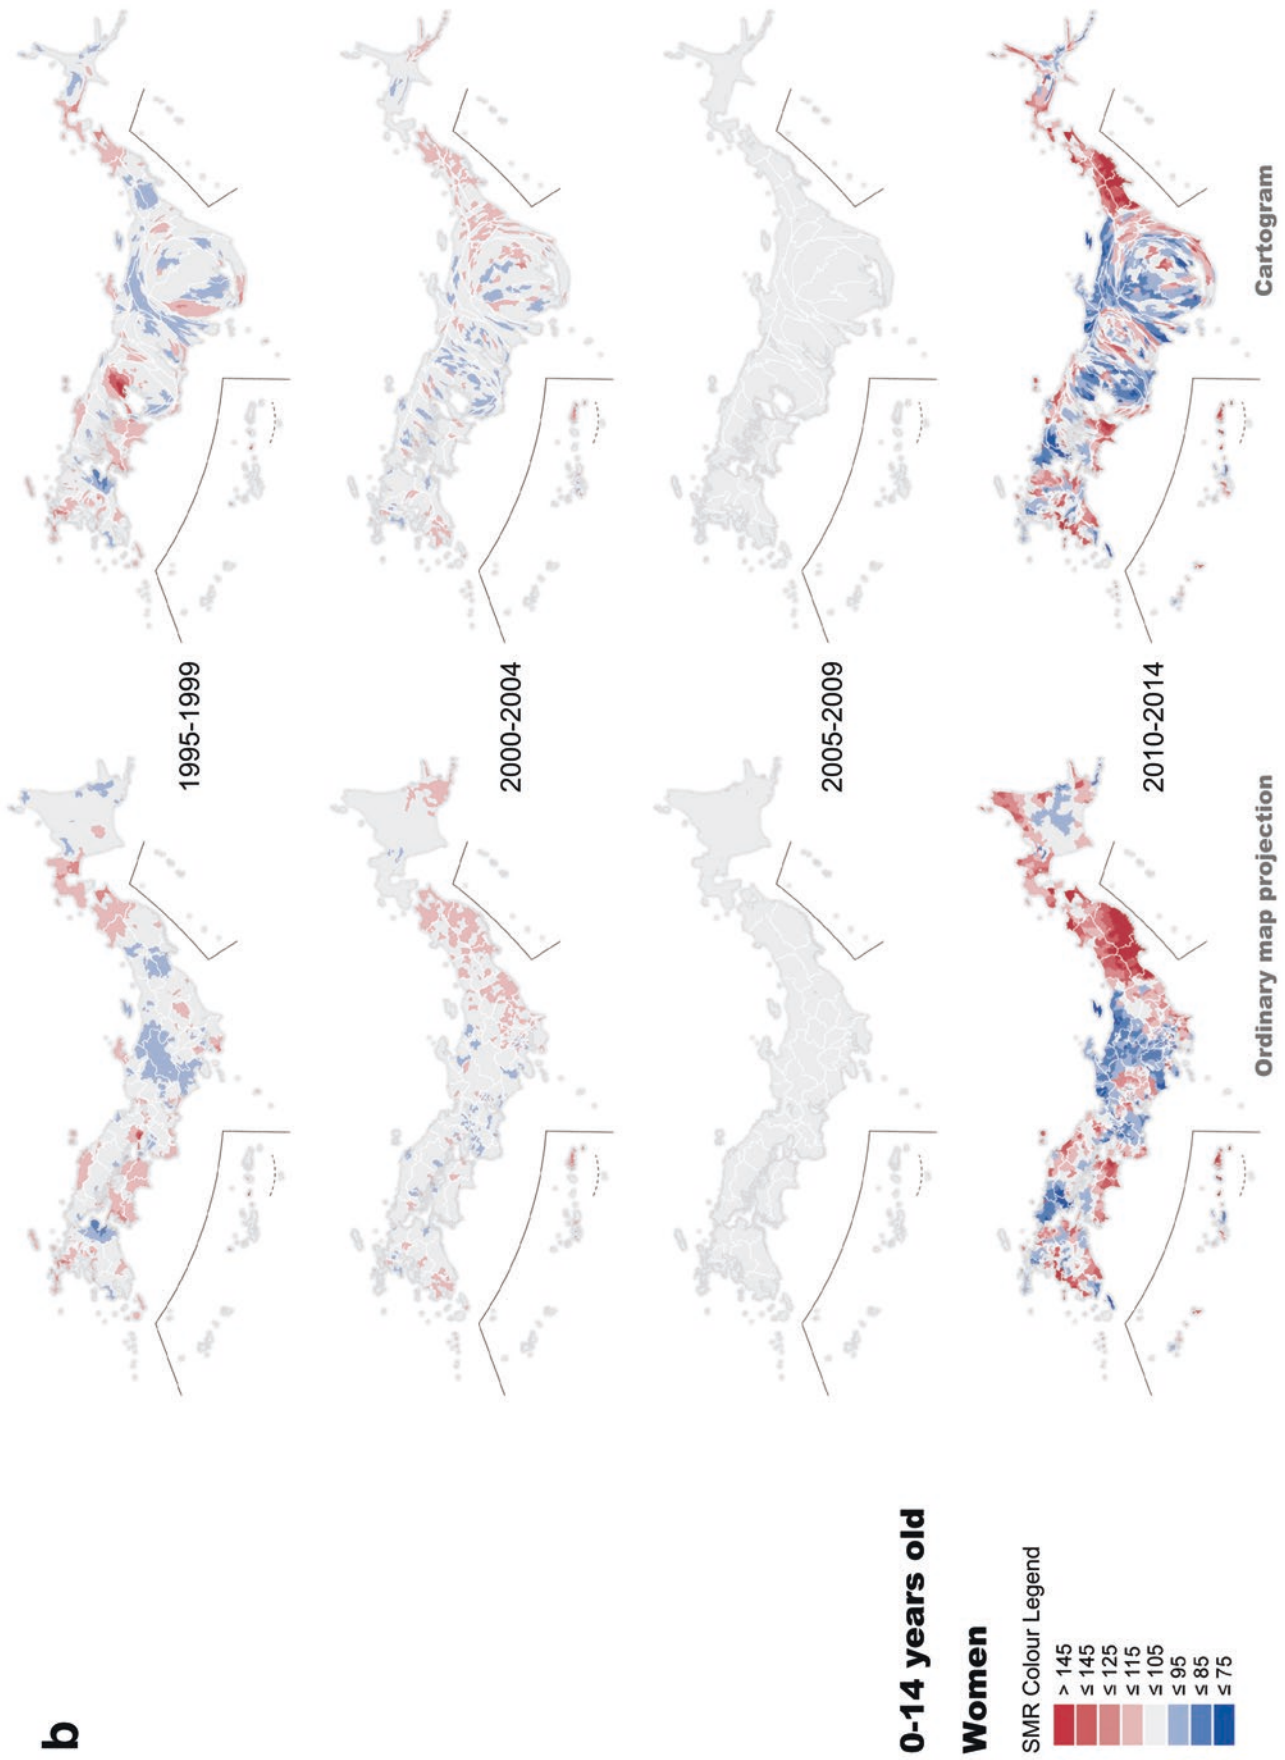 b
0-14 years old
Women
SMR Colour Legend
> 145
≤ 145
≤ 125
≤ 115
≤ 105
≤ 95
≤ 85
≤ 75
1995-1999
2000-2004
2005-2009
2010-2014
Ordinary map projection
Cartogram